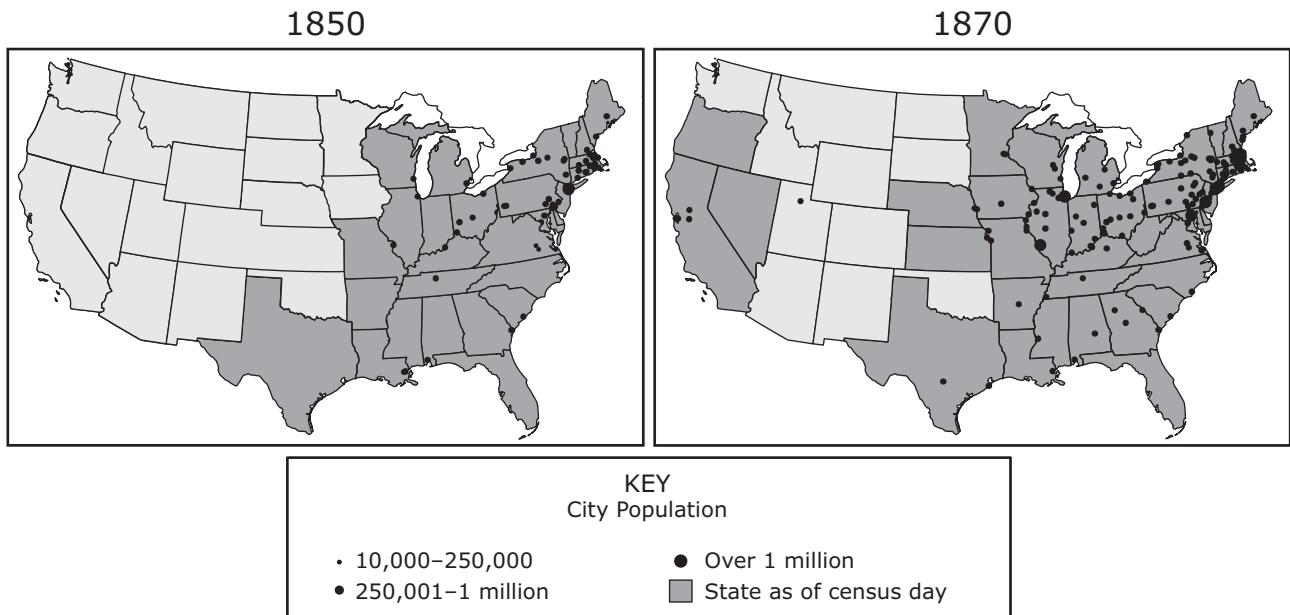 1850
1870
KEY
City Population
10,000–250,000
250,001–1 million
Over 1 million
State as of census day